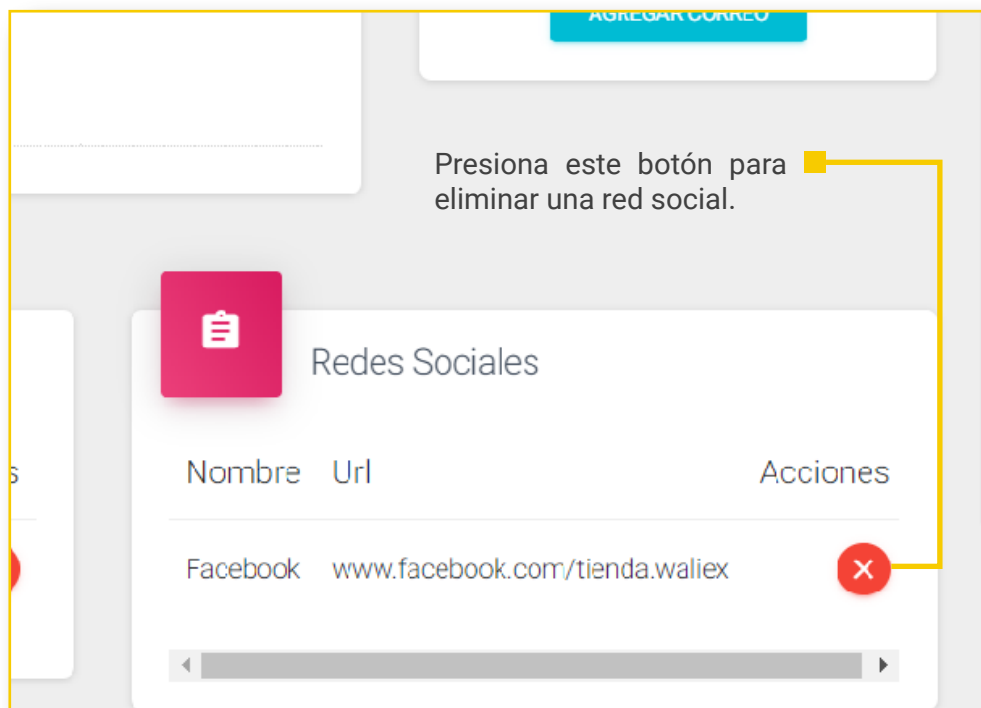 AGREGAR CORREO
Presiona este botón para
eliminar una red social.
Redes Sociales
s
Nombre Url Acciones
Facebook www.facebook.com/tienda.waliex